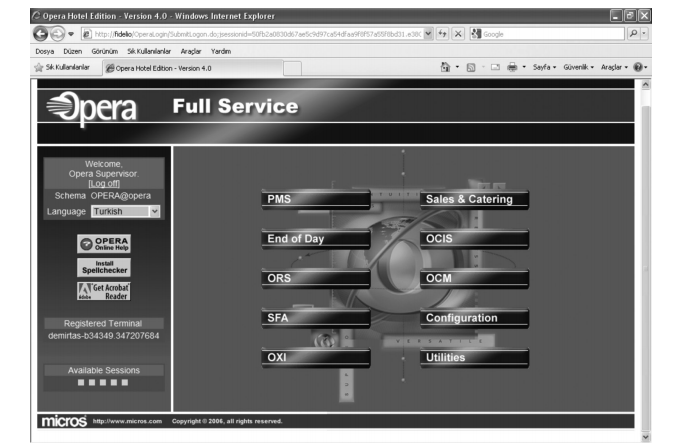 Opera Hotel Edition - Version 4.0 - Windows Internet Explorer
Google
Dosya Düzen Görünüm Sık Kullanılanlar Araçlar Yardım
Sık Kullanılanlar
Opera Hotel Edition - Version 4.0
Sayfa Güvenlik Araçlar
Opera
Full Service
Welcome,
Opera Supervisor.
[Log off]
Schema OPERA@opera
Language Turkish
OPERA
Online Help
Install
Spellchecker
Get Acrobat
Adobe Reader
Registered Terminal
demirtas-b34349.347207684
Available Sessions
PMS
Sales & Catering
End of Day
OCIS
ORS
OCM
SFA
Configuration
OXI
Utilities
micros http://www.micros.com Copyright © 2006, all rights reserved.